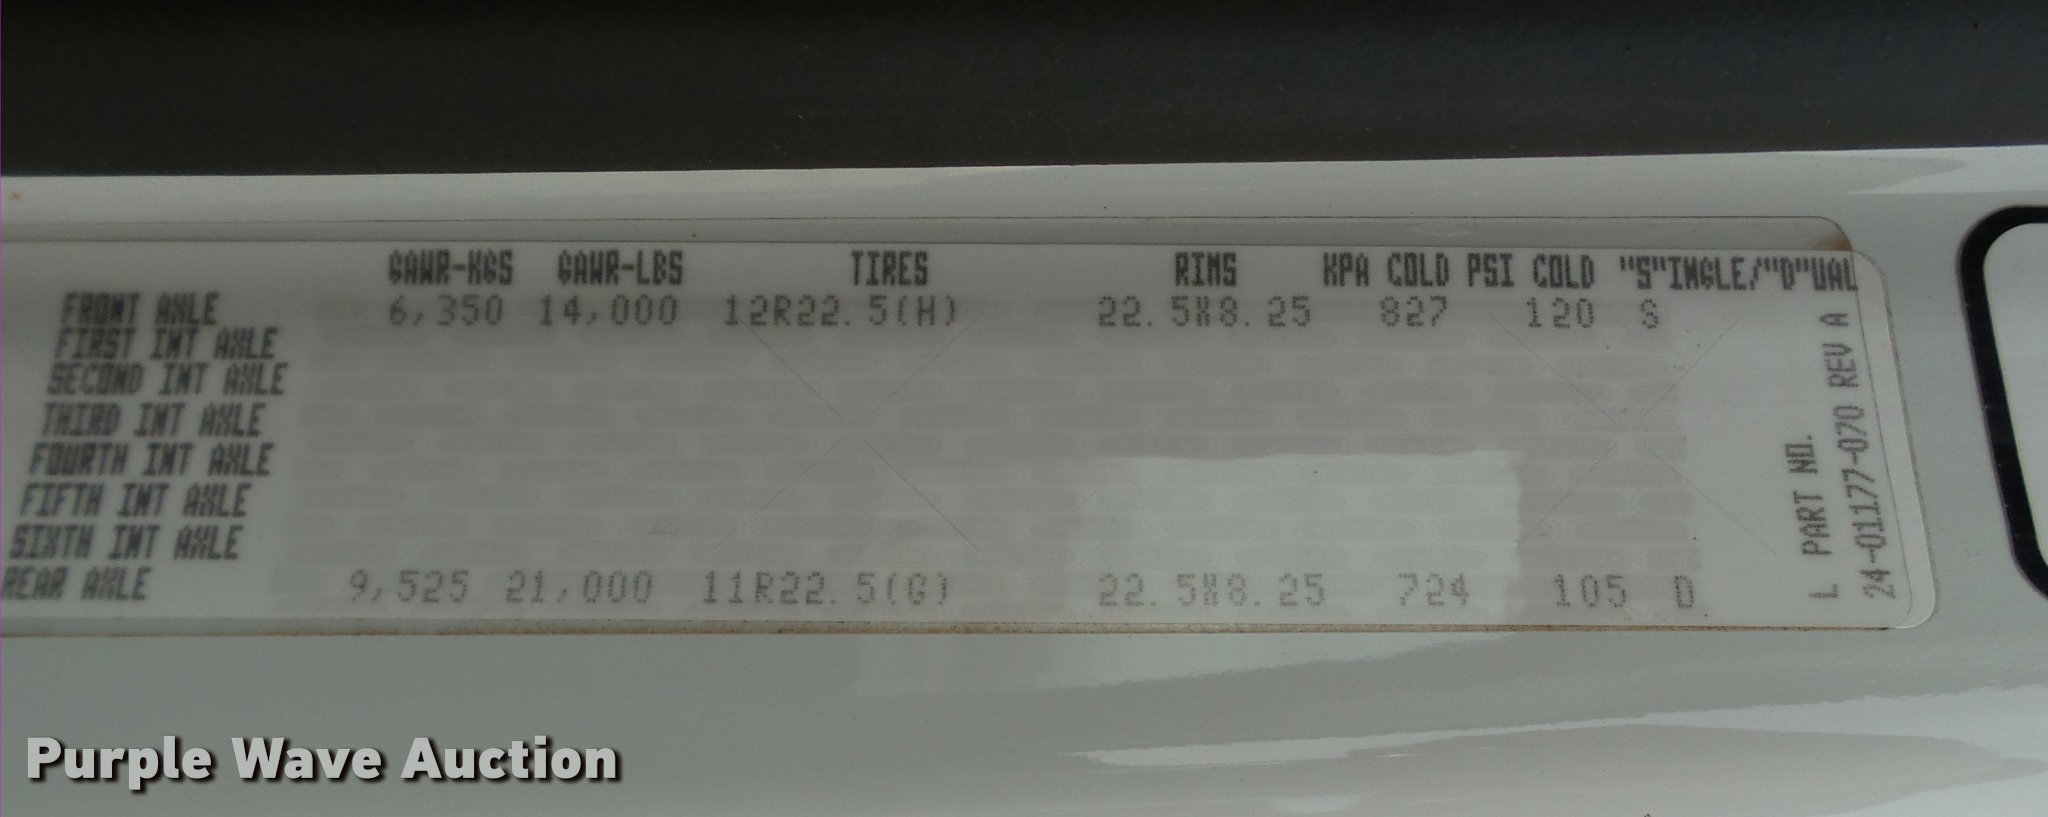 GAWR-KGS GAWR-LBS TIRES RIMS KPA COLD PSI COLD "S"INGLE/"D"UAL
FRONT AXLE 6,350 14,000 12R22.5(H) 22.5X8.25 827 120 S
FIRST INT AXLE
SECOND INT AXLE
THIRD INT AXLE
FOURTH INT AXLE
FIFTH INT AXLE
SIXTH INT AXLE
REAR AXLE 9,525 21,000 11R22.5(G) 22.5X8.25 724 105 D
L PART NO.
24-01177-070 REV A
Purple Wave Auction